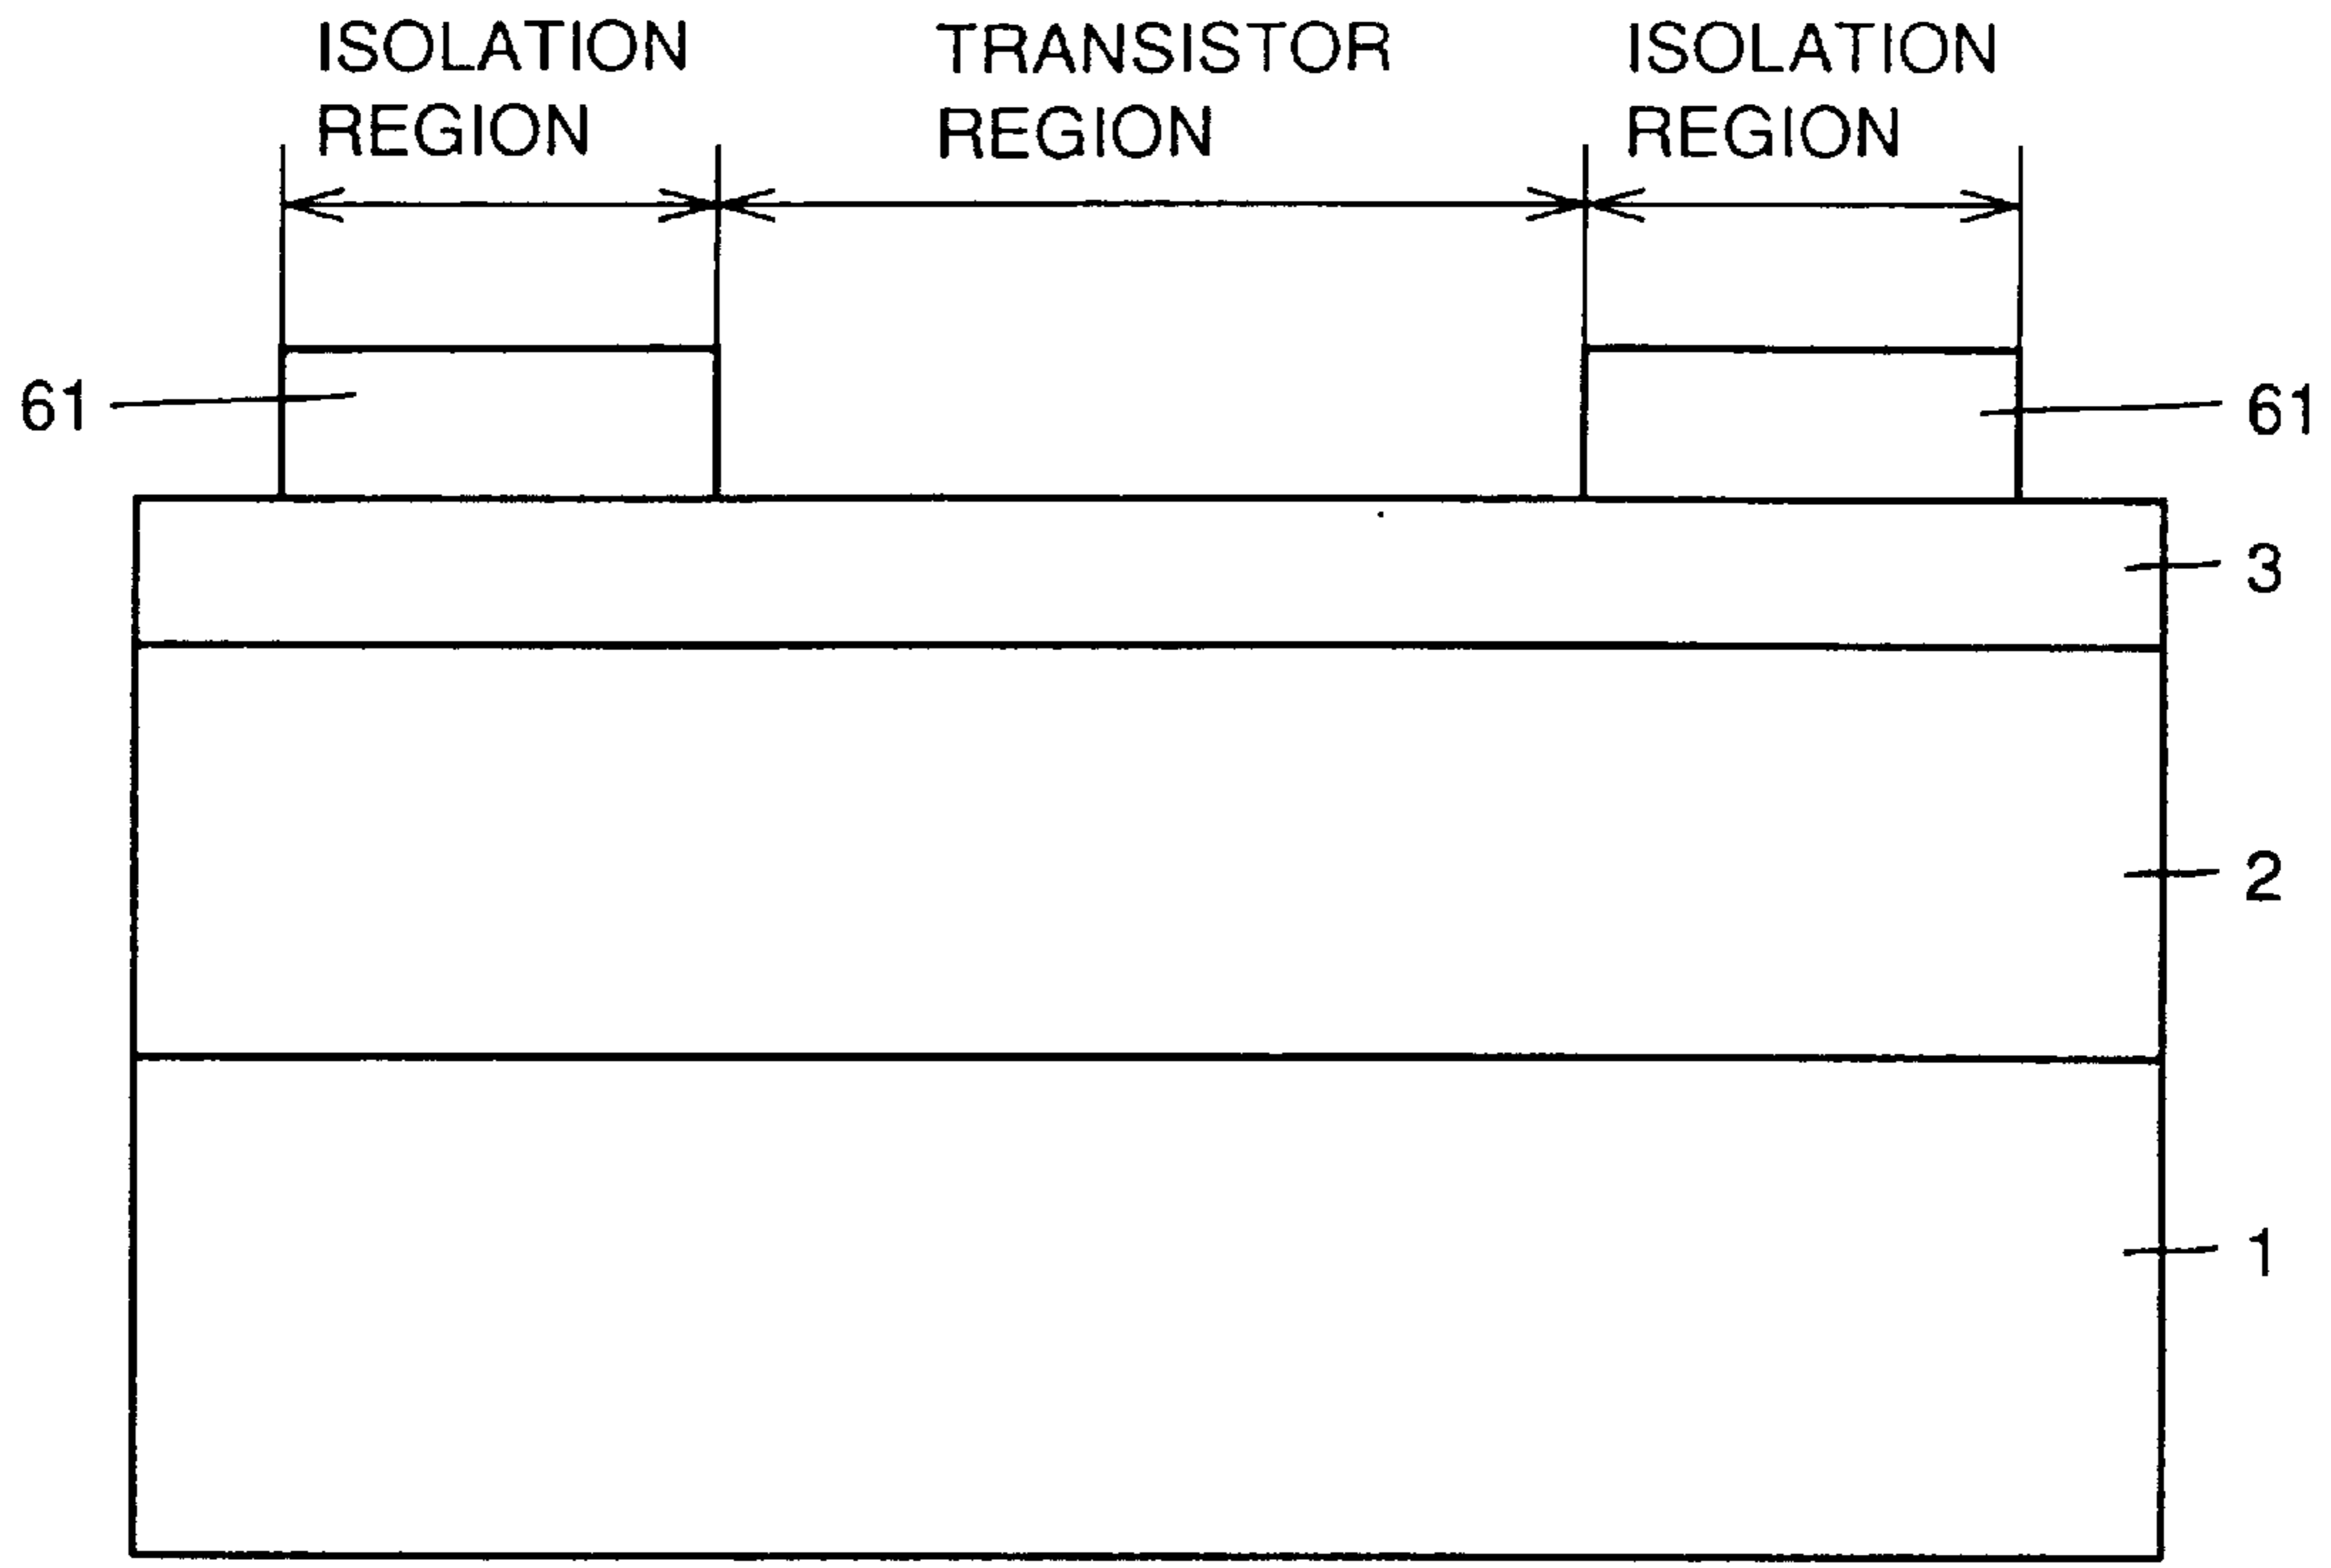 ISOLATION
REGION
TRANSISTOR
REGION
ISOLATION
REGION
61
61
3
2
1